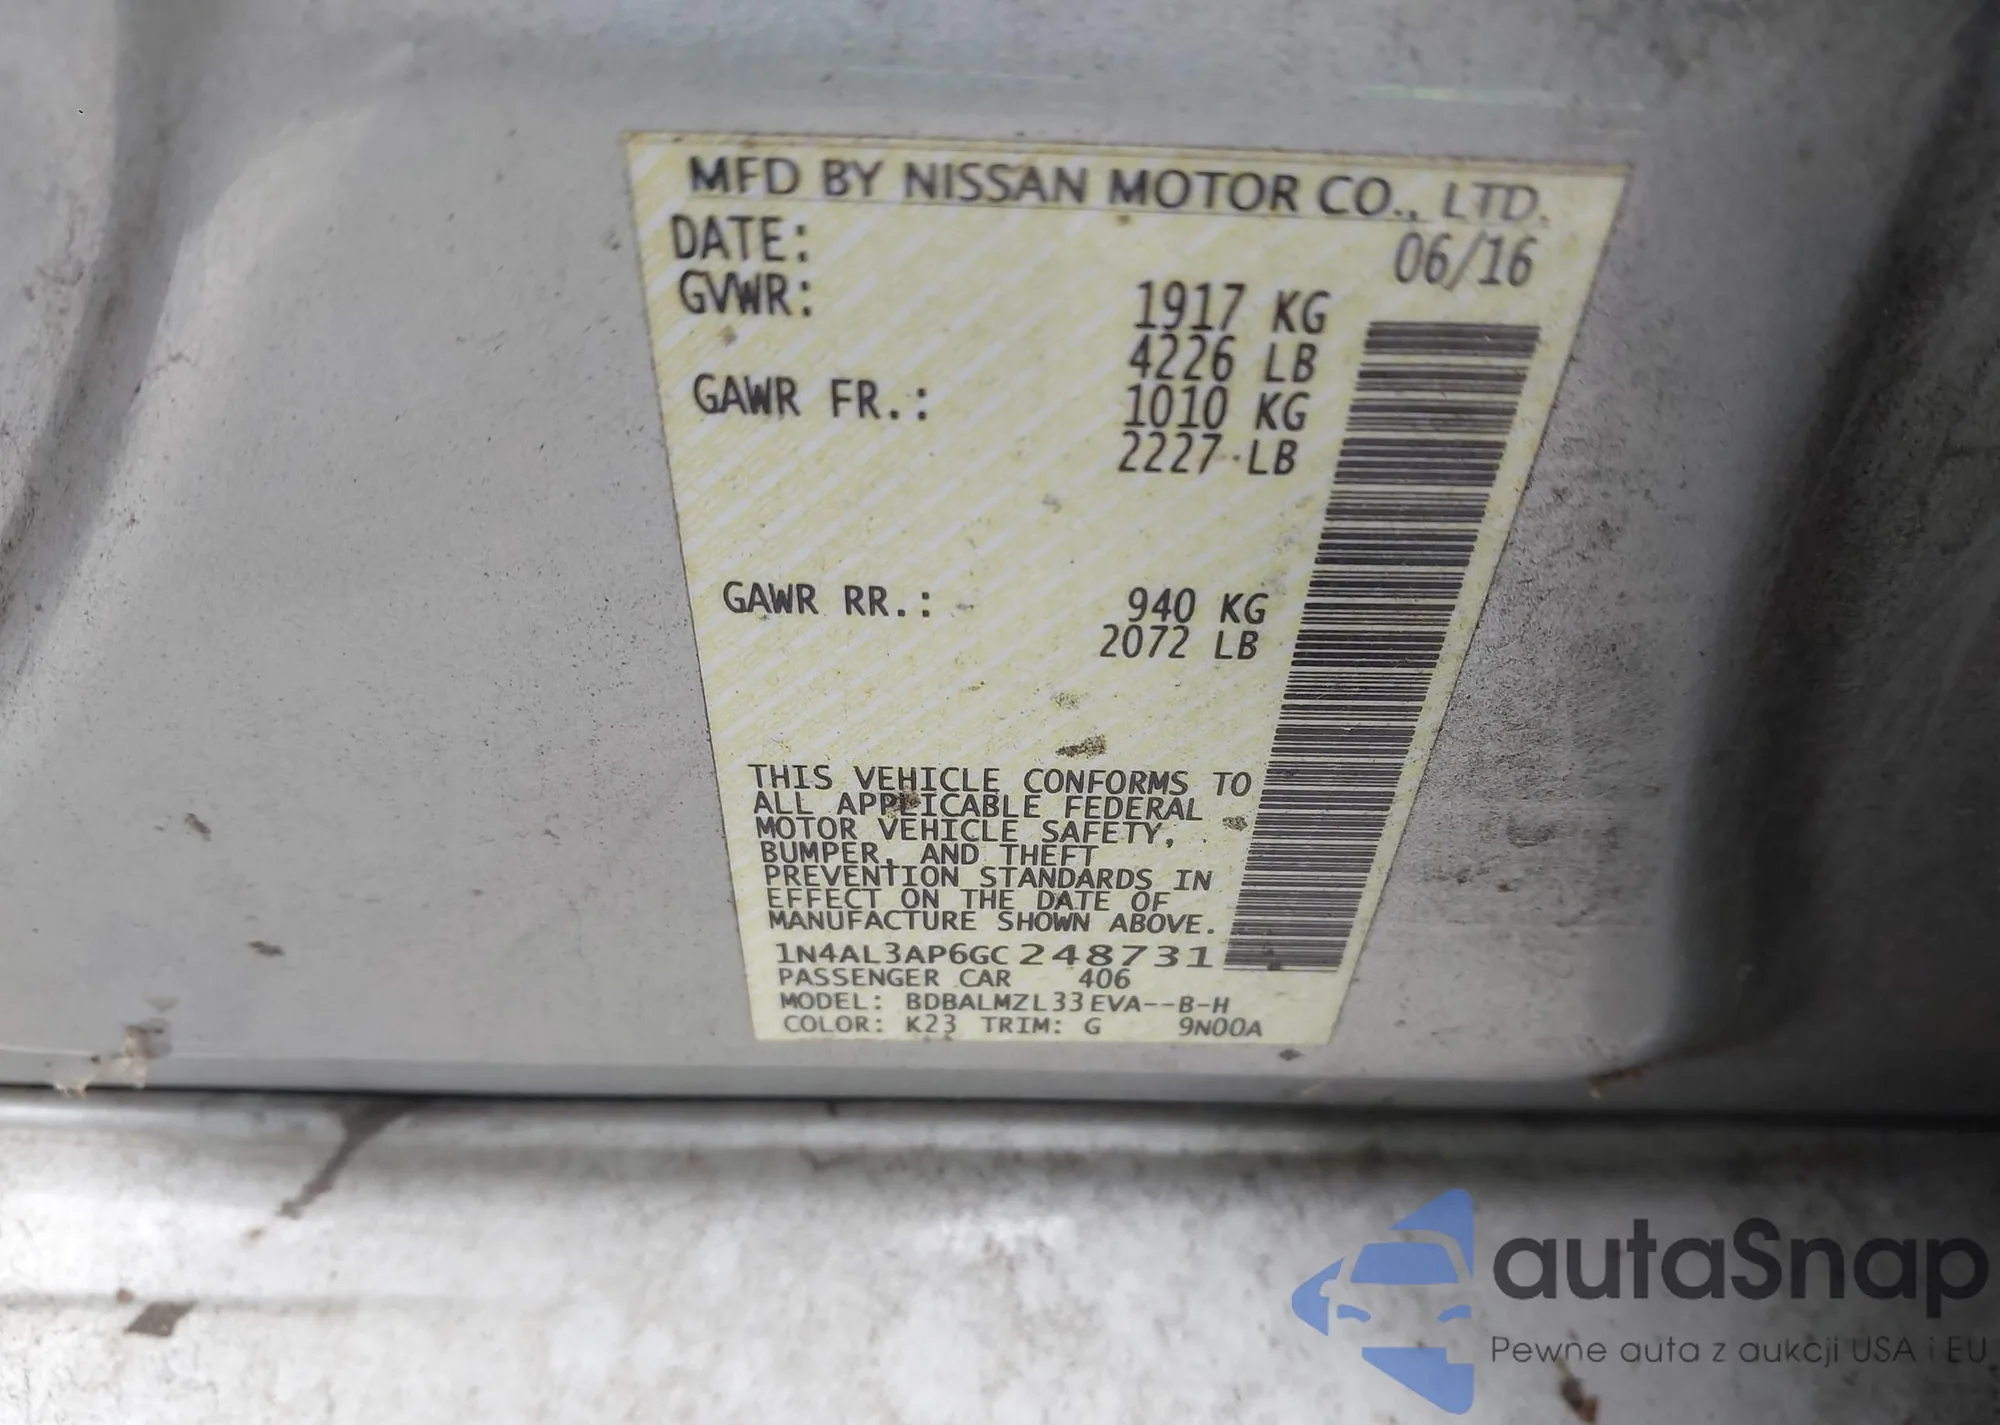 MFD BY NISSAN MOTOR CO., LTD.
DATE: 06/16
GVWR: 1917 KG
4226 LB
GAWR FR.: 1010 KG
2227 LB
GAWR RR.: 940 KG
2072 LB
THIS VEHICLE CONFORMS TO
ALL APPLICABLE FEDERAL
MOTOR VEHICLE SAFETY,
BUMPER, AND THEFT
PREVENTION STANDARDS IN
EFFECT ON THE DATE OF
MANUFACTURE SHOWN ABOVE.
1N4AL3AP6GC248731
PASSENGER CAR 406
MODEL: BDBALMZL33EVA--B-H
COLOR: K23 TRIM: G 9N00A
autaSnap
Pewne auta z aukcji USA i EU